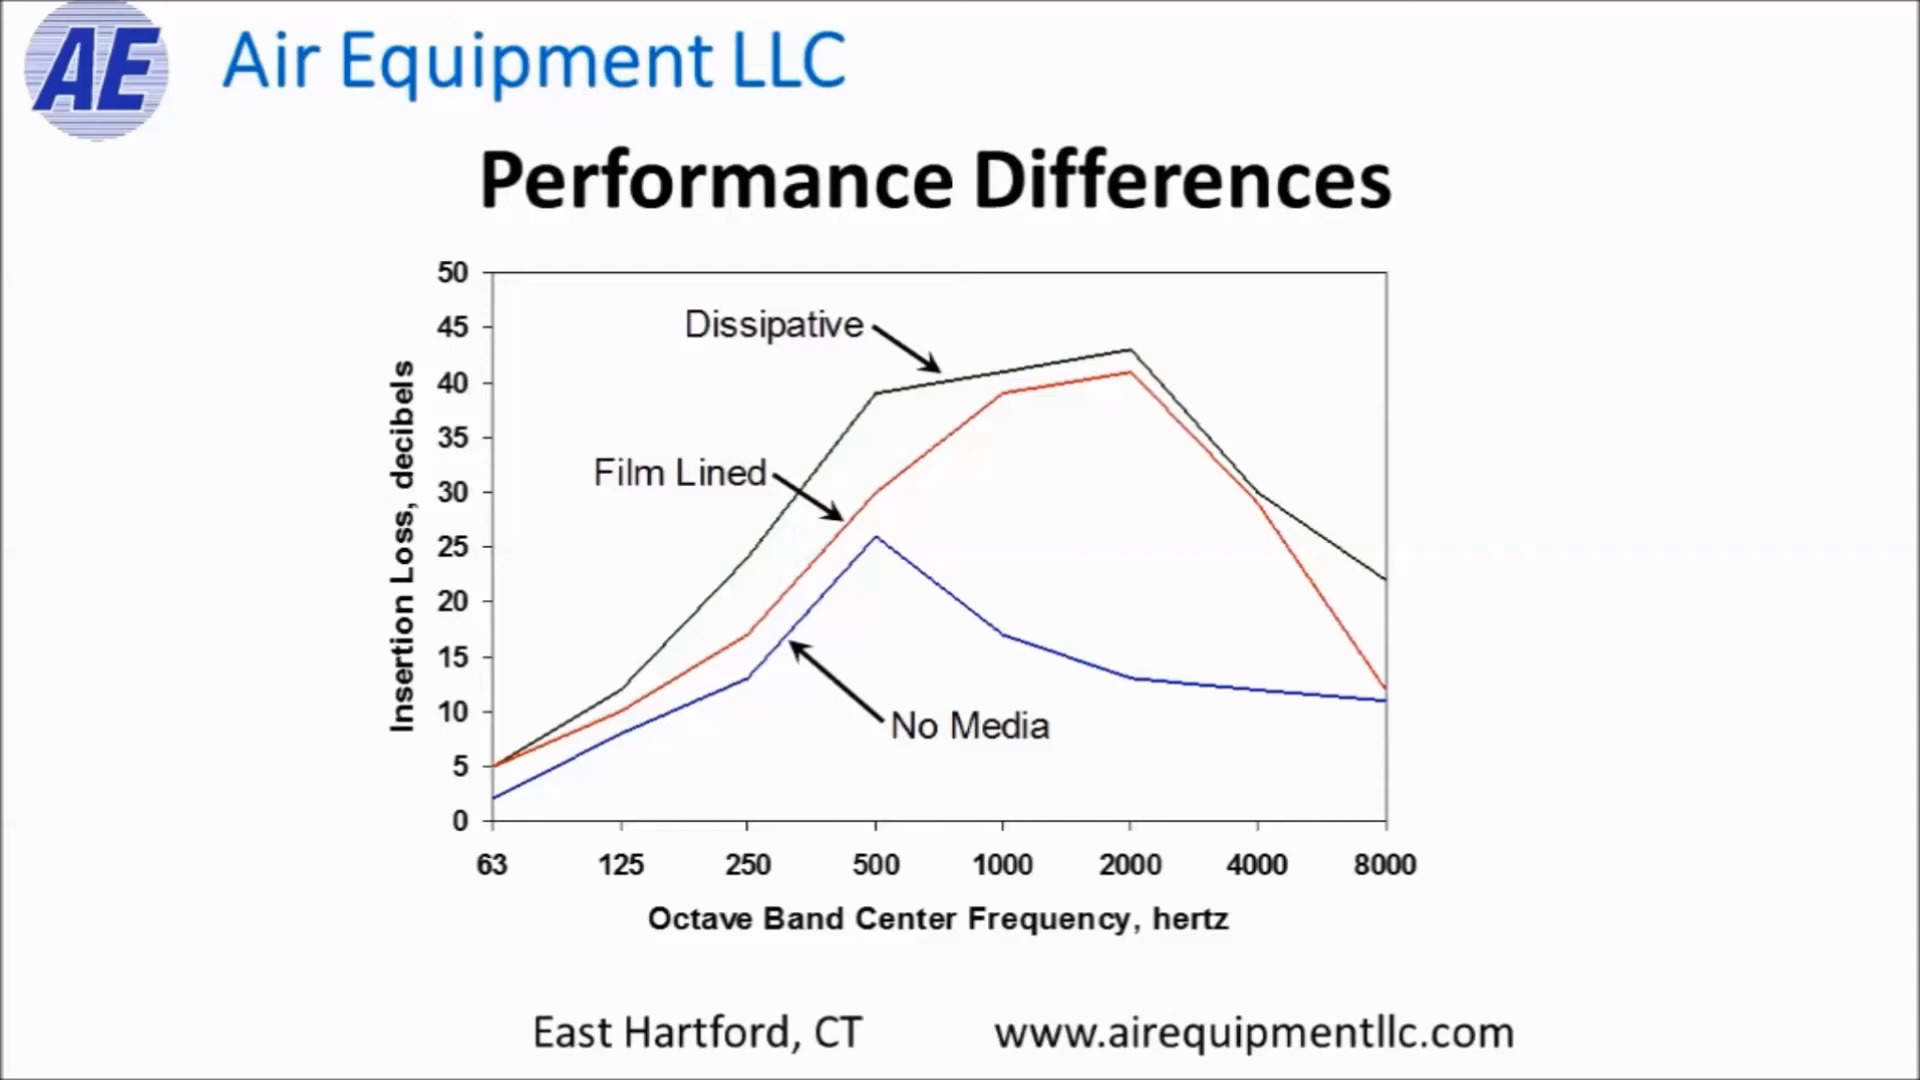 AE
Air Equipment LLC
Performance Differences
50
45
40
35
30
25
20
15
10
5
0
Insertion Loss, decibels
Dissipative
Film Lined
No Media
63 125 250 500 1000 2000 4000 8000
Octave Band Center Frequency, hertz
East Hartford, CT www.airequipmentllc.com